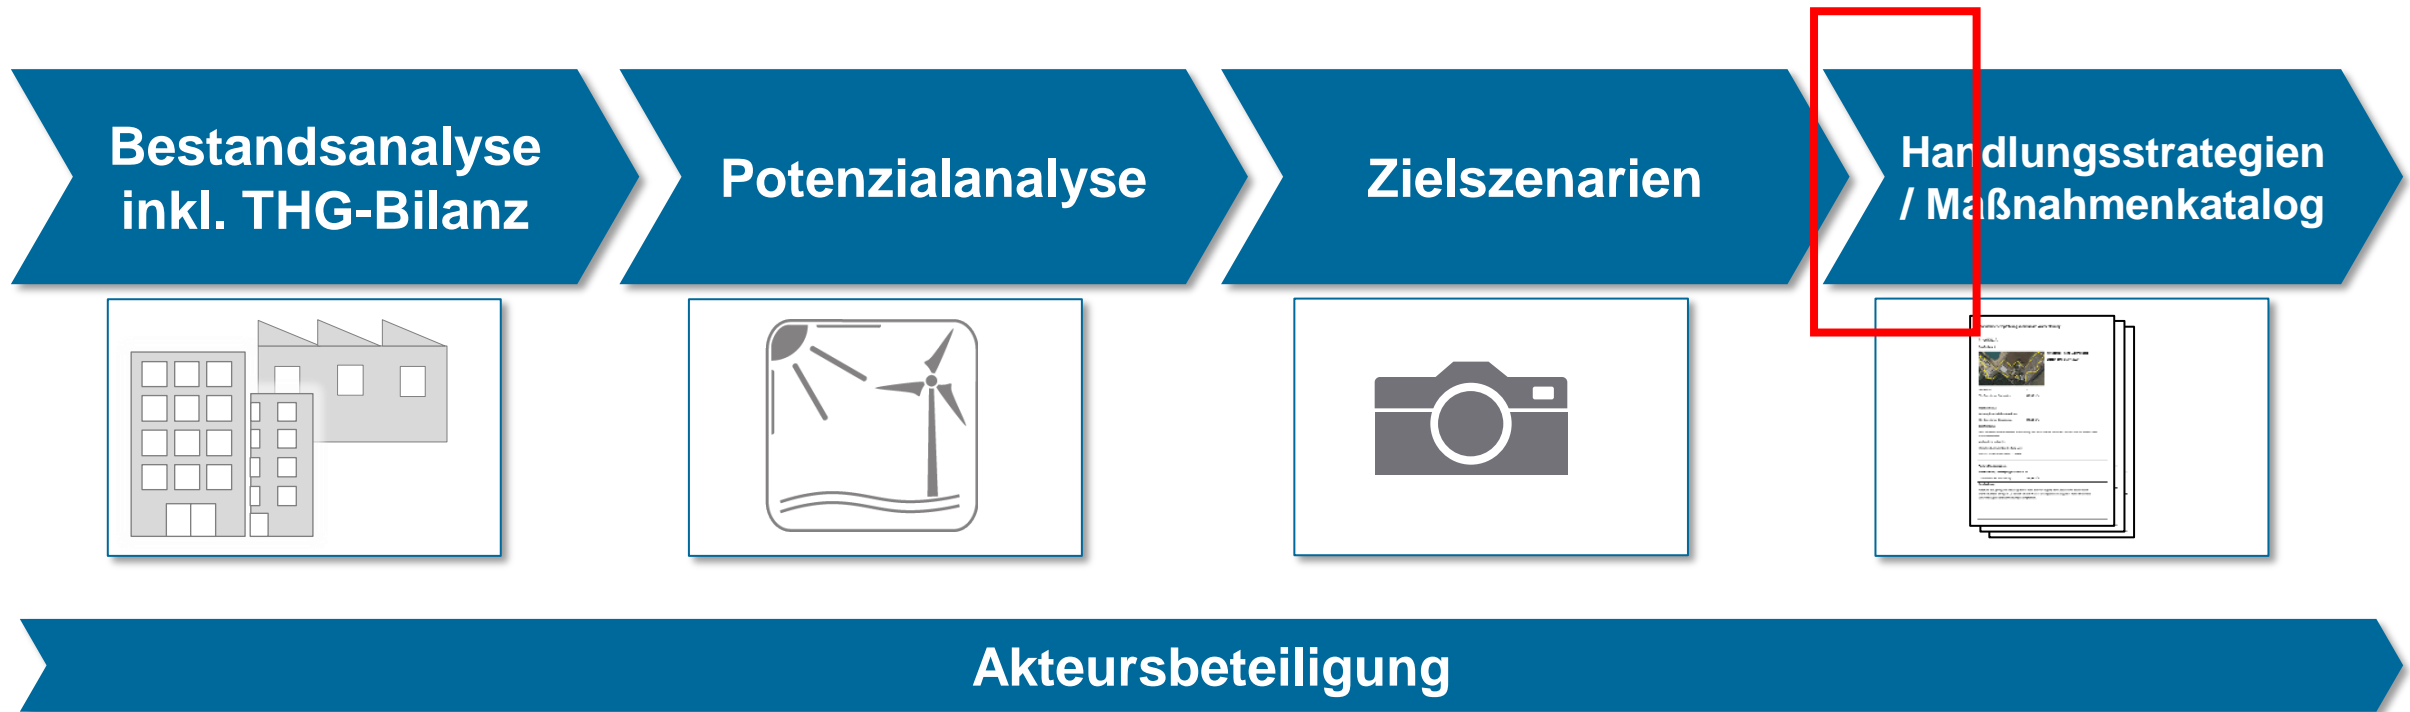 Bestandsanalyse
inkl. THG-Bilanz
Potenzialanalyse
Zielszenarien
Handlungsstrategien
/ Maßnahmenkatalog
Akteursbeteiligung